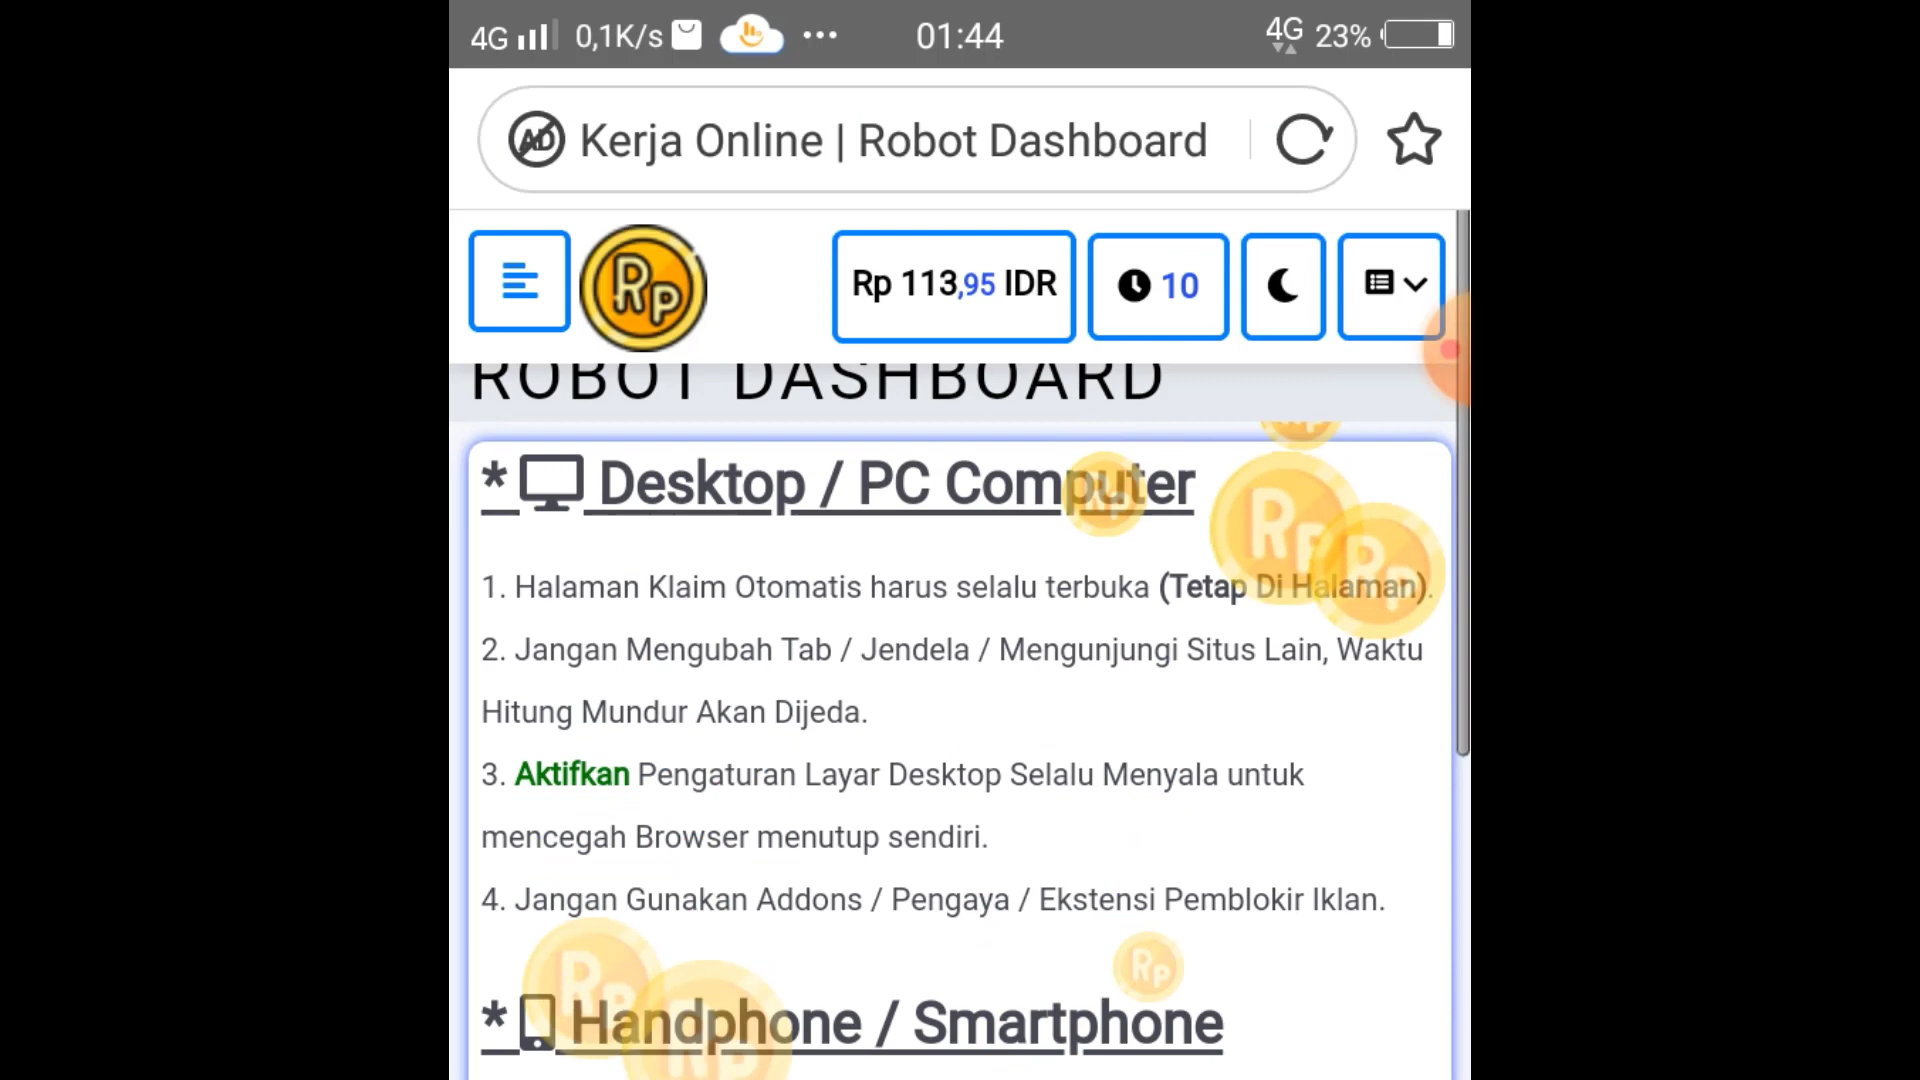 4G 0,1K/s 01:44 4G 23%
AD Kerja Online | Robot Dashboard
Rp Rp 113,95 IDR 10
ROBOT DASHBOARD
* Desktop / PC Computer
1. Halaman Klaim Otomatis harus selalu terbuka (Tetap Di Halaman).
2. Jangan Mengubah Tab / Jendela / Mengunjungi Situs Lain, Waktu
Hitung Mundur Akan Dijeda.
3. Aktifkan Pengaturan Layar Desktop Selalu Menyala untuk
mencegah Browser menutup sendiri.
4. Jangan Gunakan Addons / Pengaya / Ekstensi Pemblokir Iklan.
* Handphone / Smartphone